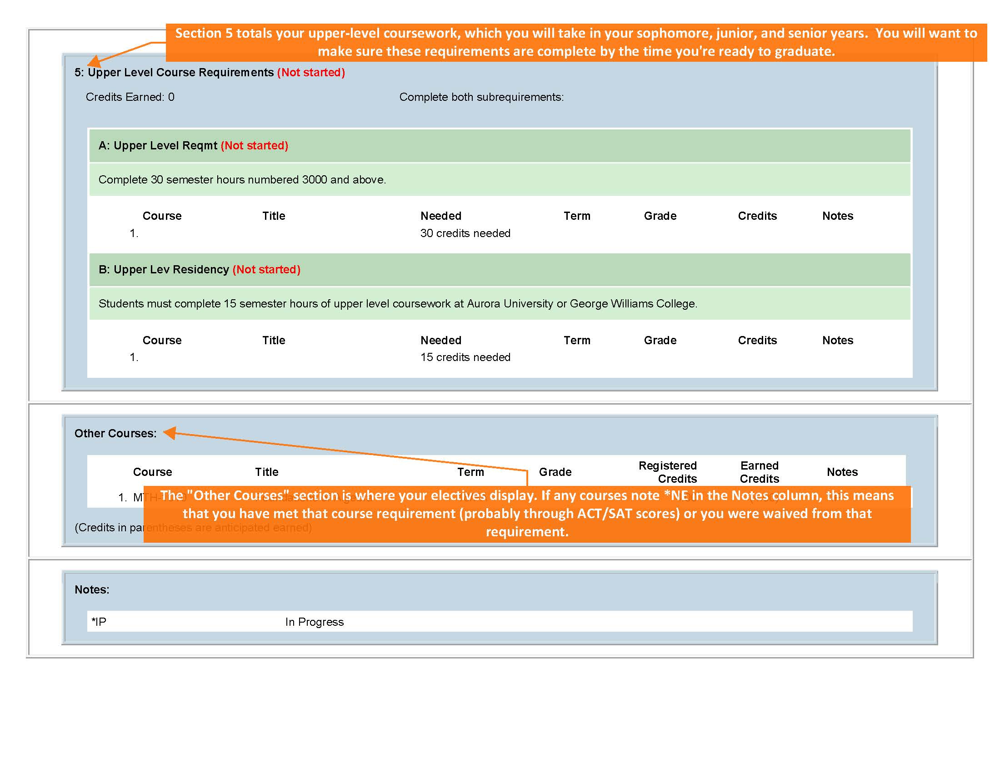 Section 5 totals your upper-level coursework, which you will take in your sophomore, junior, and senior years.  You will want to
make sure these requirements are complete by the time you're ready to graduate.
5: Upper Level Course Requirements (Not started)
Credits Earned: 0 Complete both subrequirements:
A: Upper Level Reqmt (Not started)
Complete 30 semester hours numbered 3000 and above.
Course Title Needed Term Grade Credits Notes
1. 30 credits needed
B: Upper Lev Residency (Not started)
Students must complete 15 semester hours of upper level coursework at Aurora University or George Williams College.
Course Title Needed Term Grade Credits Notes
1. 15 credits needed
Other Courses:
Course Title Term Grade Registered Credits Earned Credits Notes
1.
The "Other Courses" section is where your electives display. If any courses note *NE in the Notes column, this means
that you have met that course requirement (probably through ACT/SAT scores) or you were waived from that
requirement.
(Credits in parentheses are anticipated earned)
Notes:
*IP In Progress